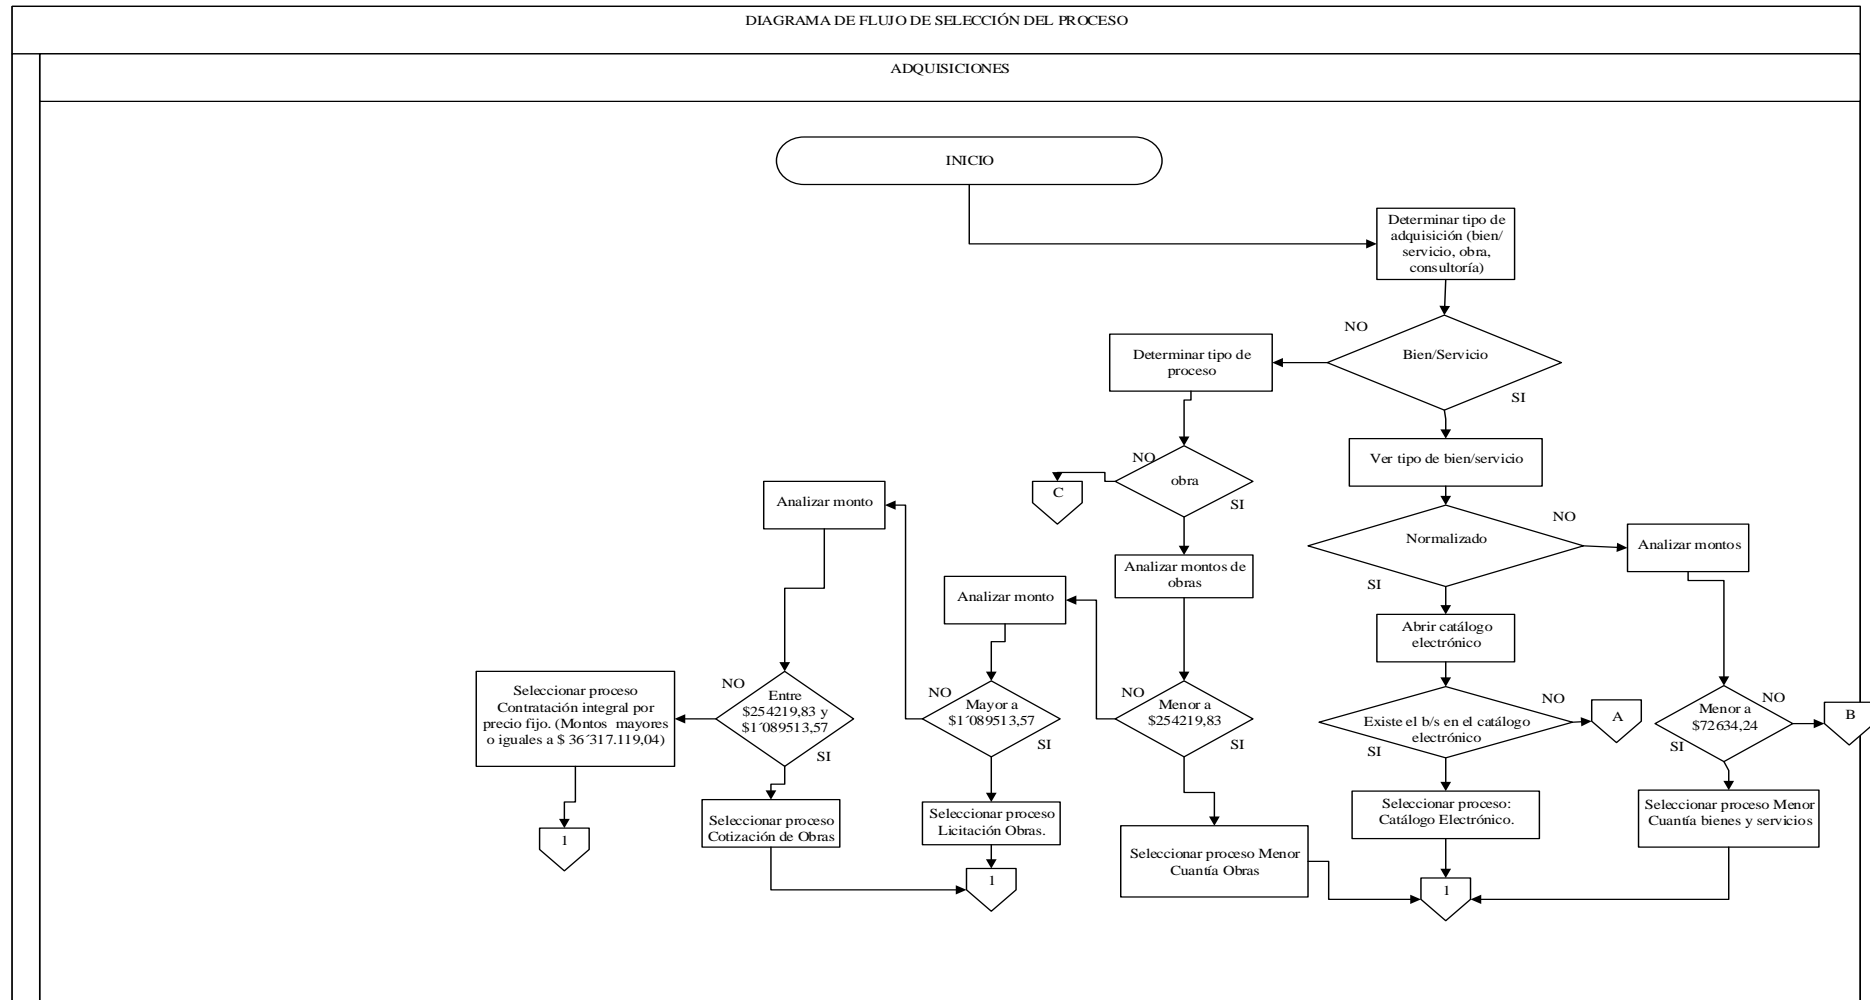 DIAGRAMA DE FLUJO DE SELECCIÓN DEL PROCESO
ADQUISICIONES
INICIO
Determinar tipo de
adquisición (bien/
servicio, obra,
consultoría)
NO
Bien/Servicio
SI
Determinar tipo de
proceso
Ver tipo de bien/servicio
NO
obra
SI
C
Analizar monto
Normalizado
NO
SI
Analizar montos
Analizar montos de
obras
Analizar monto
Abrir catálogo
electrónico
Seleccionar proceso
Contratación integral por
precio fijo. (Montos mayores
o iguales a $ 36´317.119,04)
NO
Entre
$254219,83 y
$1´089513,57
SI
NO
Mayor a
$1´089513,57
SI
NO
Menor a
$254219,83
SI
NO
Existe el b/s en el catálogo
electrónico
SI
A
NO
Menor a
$72634,24
SI
B
Seleccionar proceso
Cotización de Obras
Seleccionar proceso
Licitación Obras.
Seleccionar proceso Menor
Cuantía Obras
Seleccionar proceso:
Catálogo Electrónico.
Seleccionar proceso Menor
Cuantía bienes y servicios
1
1
1